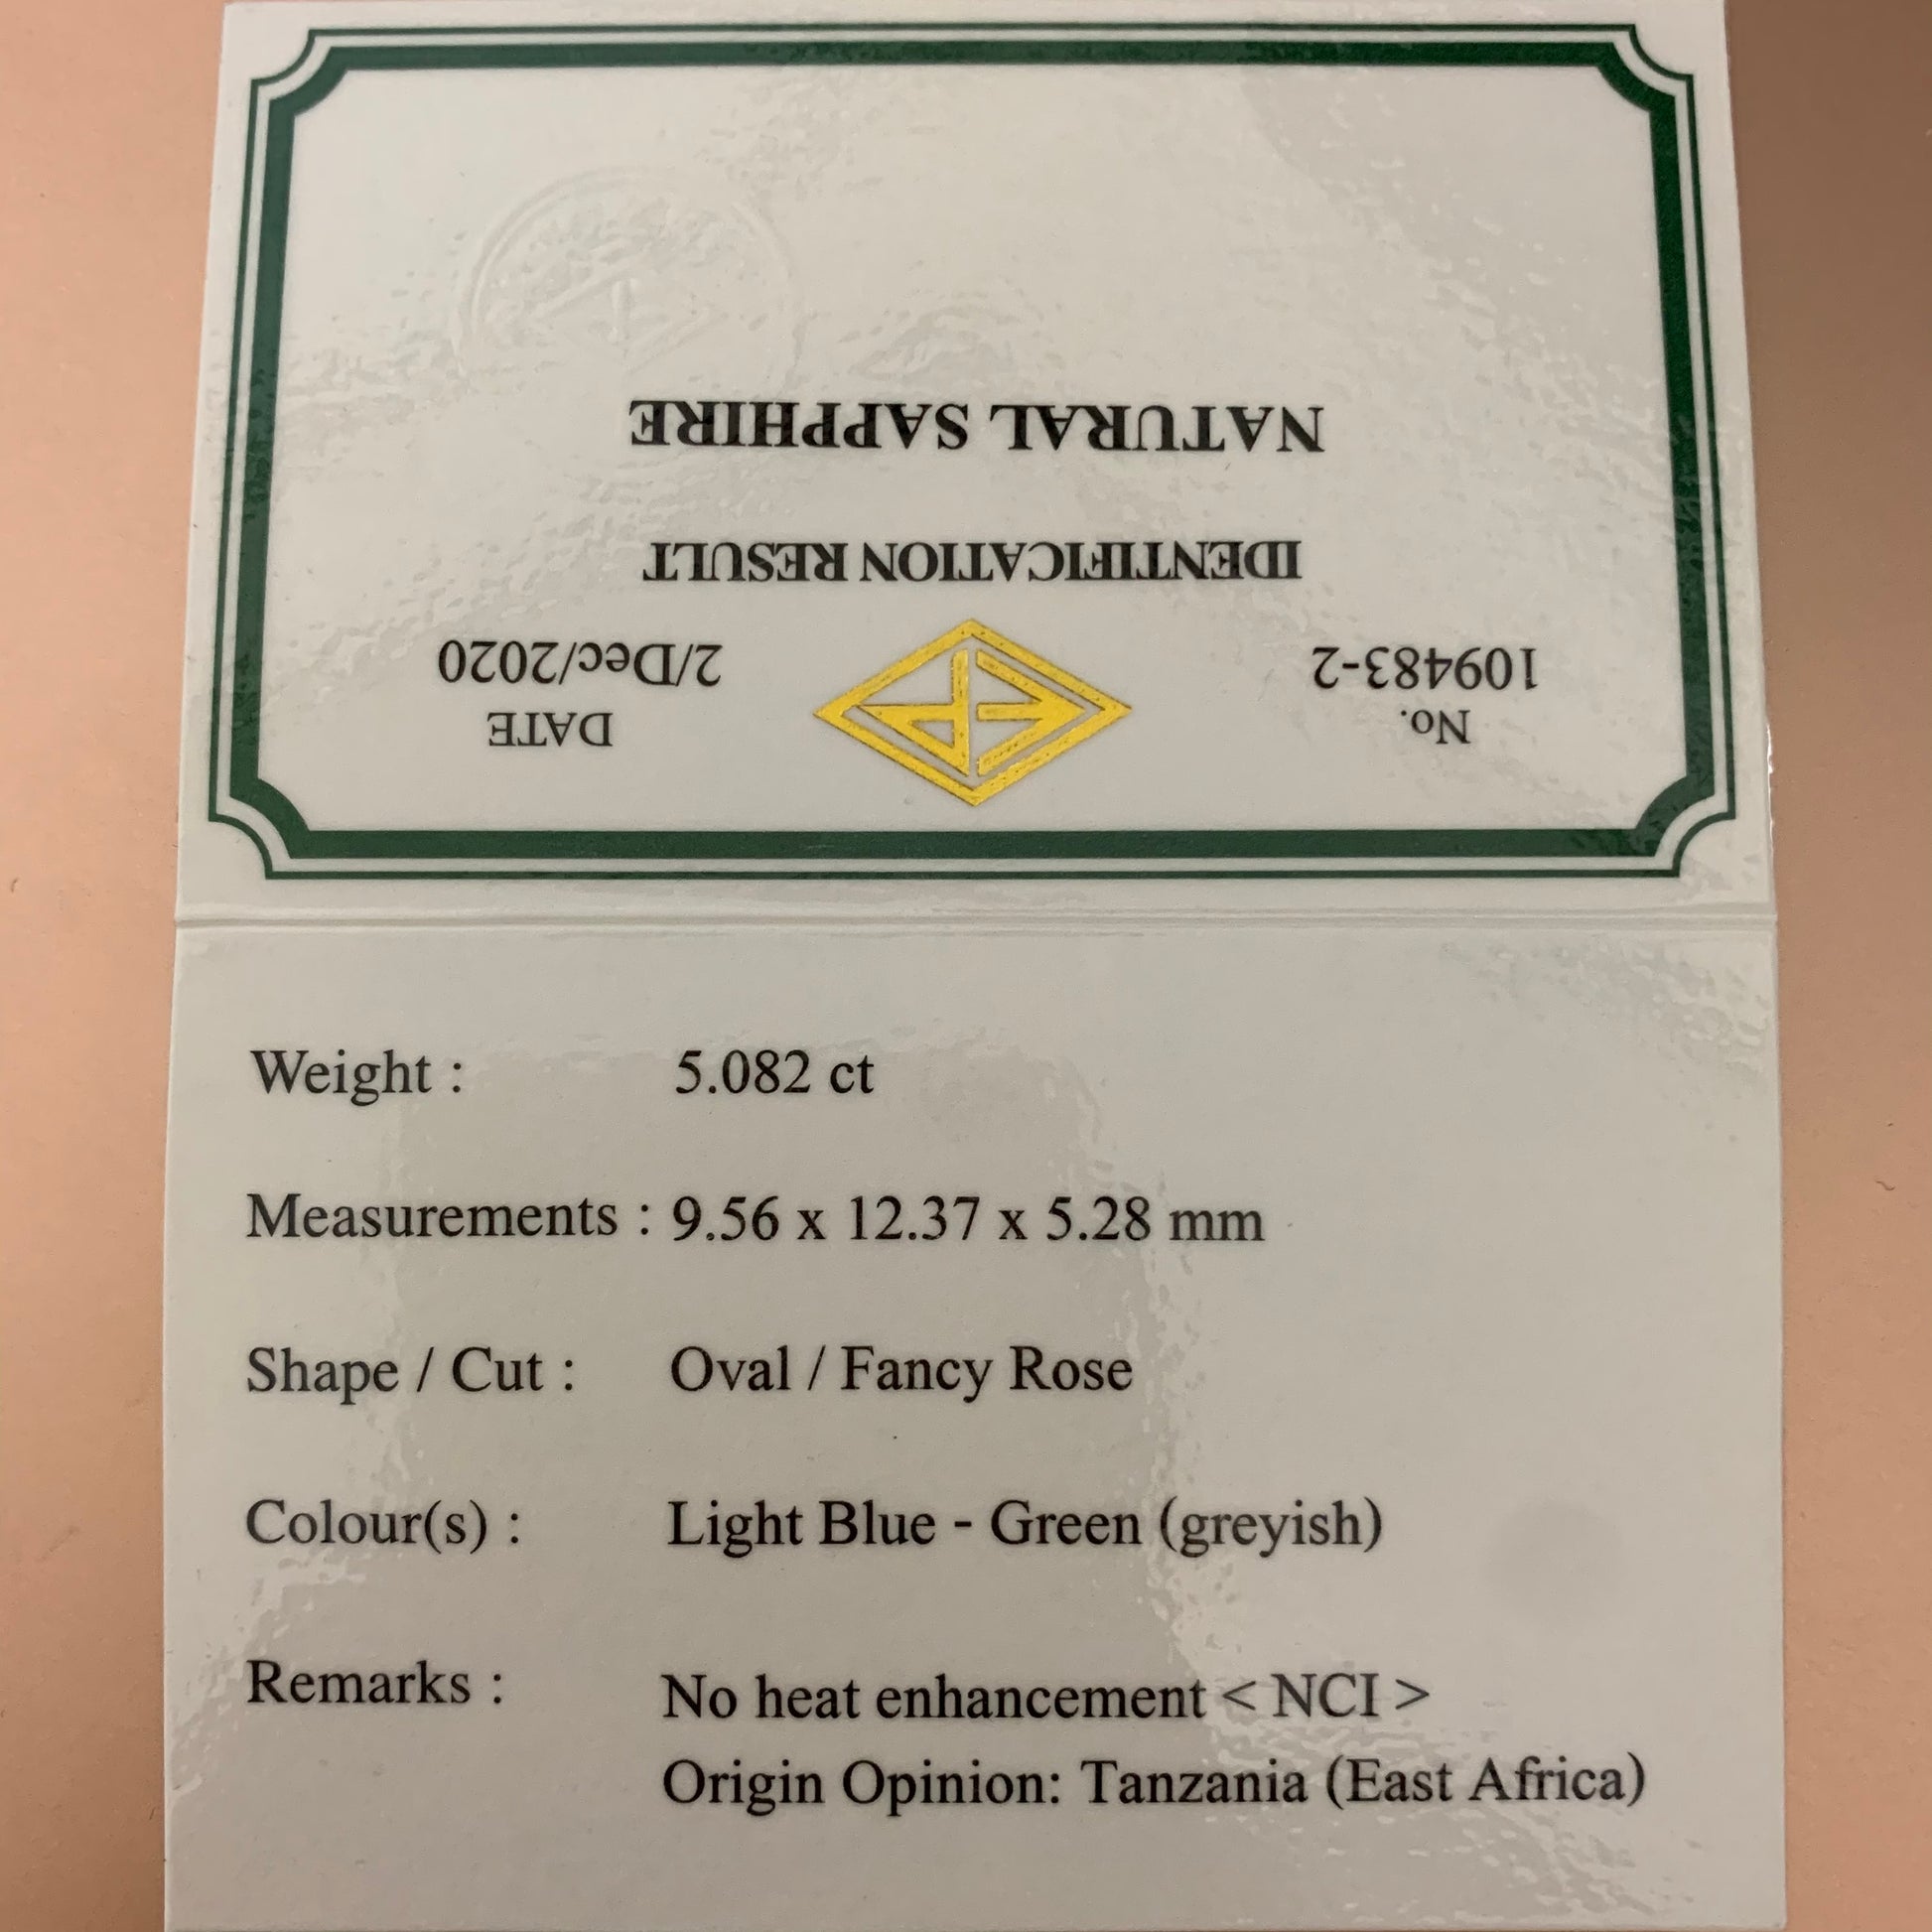 No.
109483-2
DATE
2/Dec/2020
IDENTIFICATION RESULT
NATURAL SAPPHIRE
Weight : 5.082 ct
Measurements : 9.56 x 12.37 x 5.28 mm
Shape / Cut : Oval / Fancy Rose
Colour(s) : Light Blue - Green (greyish)
Remarks : No heat enhancement < NCI >
Origin Opinion: Tanzania (East Africa)